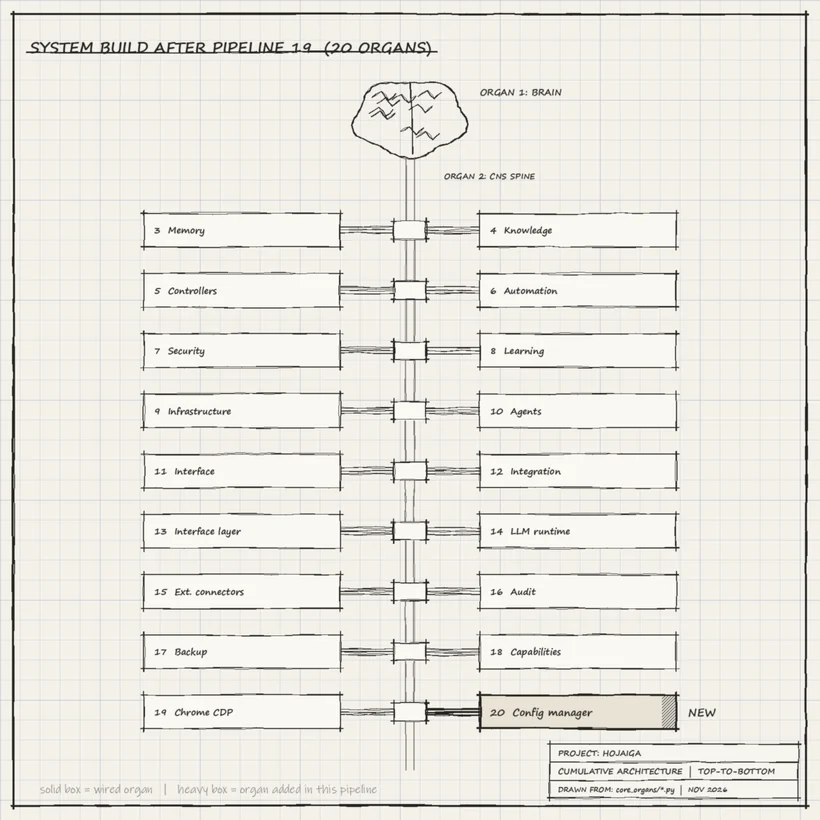 SYSTEM BUILD AFTER PIPELINE 19 (20 ORGANS)
ORGAN 1: BRAIN
ORGAN 2: CNS SPINE
3 Memory
4 Knowledge
5 Controllers
6 Automation
7 Security
8 Learning
9 Infrastructure
10 Agents
11 Interface
12 Integration
13 Interface layer
14 LLM runtime
15 Ext. connectors
16 Audit
17 Backup
18 Capabilities
19 Chrome CDP
20 Config manager
NEW
PROJECT: HOJAIGA
CUMULATIVE ARCHITECTURE | TOP-TO-BOTTOM
DRAWN FROM: core_organs/*.py | NOV 2026
solid box = wired organ | heavy box = organ added in this pipeline